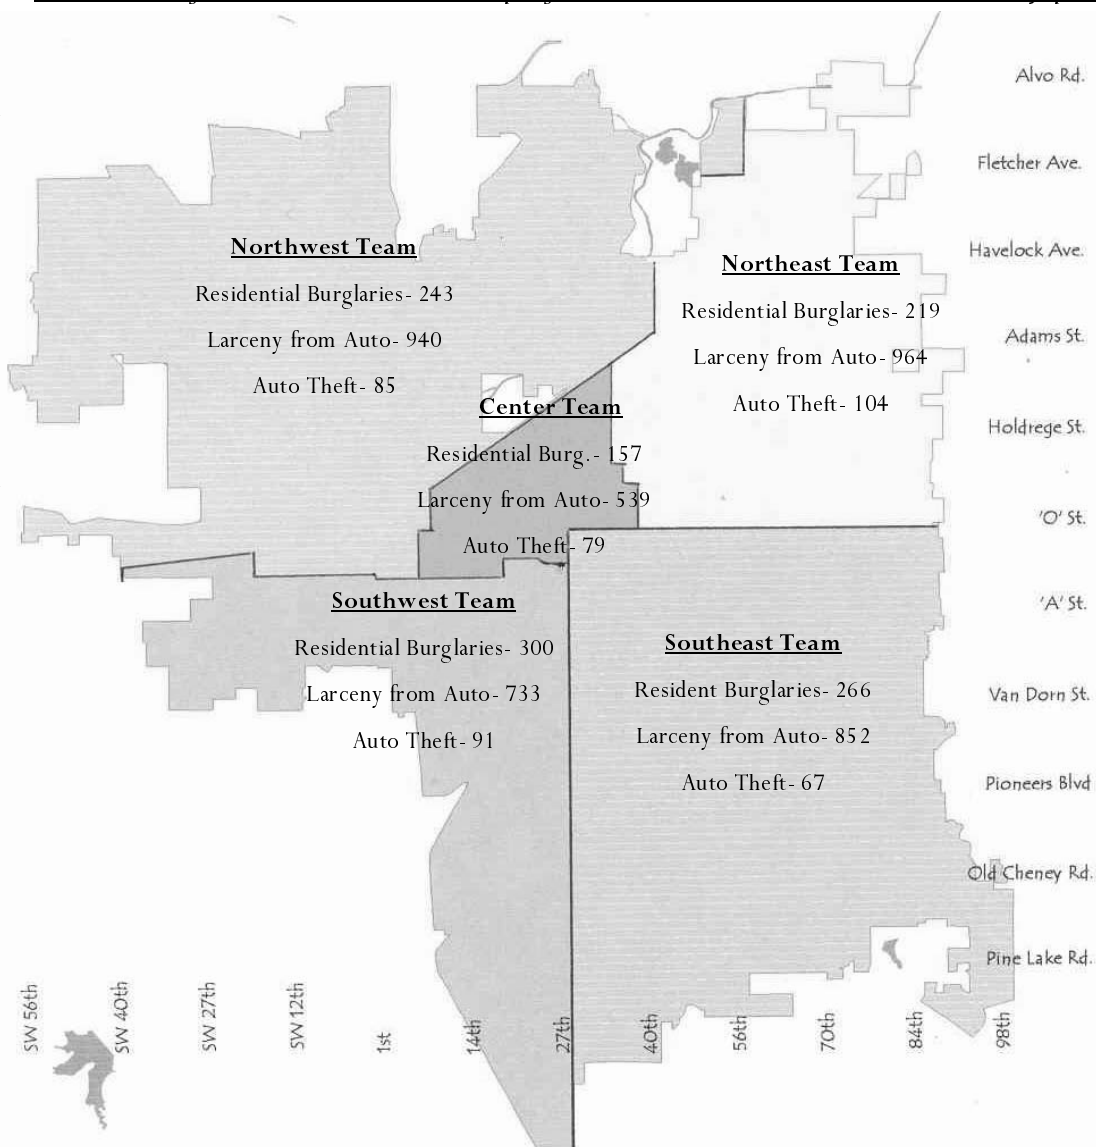 Alvo Rd.
Fletcher Ave.
Havelock Ave.
Adams St.
Holdrege St.
'O' St.
'A' St.
Van Dorn St.
Pioneers Blvd
Old Cheney Rd.
Pine Lake Rd.
Northwest Team
Residential Burglaries- 243
Larceny from Auto- 940
Auto Theft- 85
Northeast Team
Residential Burglaries- 219
Larceny from Auto- 964
Auto Theft- 104
Center Team
Residential Burg.- 157
Larceny from Auto- 539
Auto Theft- 79
Southwest Team
Residential Burglaries- 300
Larceny from Auto- 733
Auto Theft- 91
Southeast Team
Resident Burglaries- 266
Larceny from Auto- 852
Auto Theft- 67
SW 56th
SW 40th
SW 27th
SW 12th
1st
14th
27th
40th
56th
70th
84th
98th